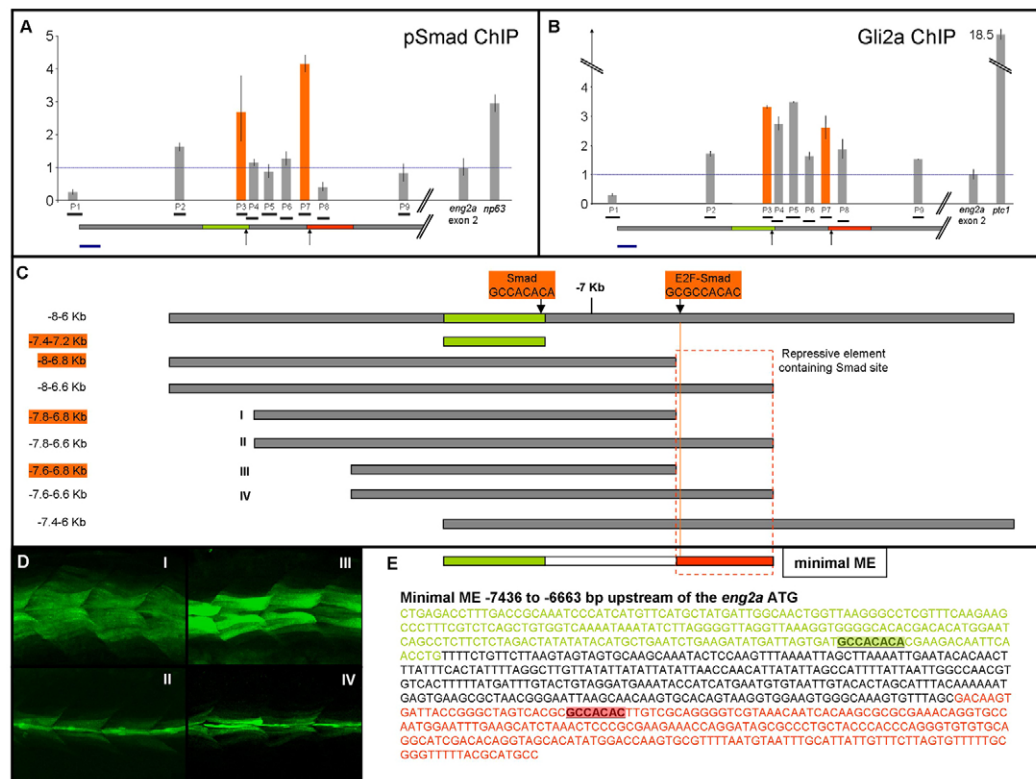 A
pSmad ChIP
5
4
3
2
1
0
P1
P2
P3
P4
P5
P6
P7
P8
P9
eng2a
exon 2
np63
B
Gli2a ChIP
18.5
4
3
2
1
0
P1
P2
P3
P4
P5
P6
P7
P8
P9
eng2a
exon 2
ptc1
C
Smad
GCCACACA
-7 Kb
E2F-Smad
GCGCCACAC
-8-6 Kb
-7.4-7.2 Kb
-8-6.8 Kb
Repressive element
containing Smad site
-8-6.6 Kb
-7.8-6.8 Kb
I
-7.8-6.6 Kb
II
-7.6-6.8 Kb
III
-7.6-6.6 Kb
IV
-7.4-6 Kb
minimal ME
D
I
III
II
IV
E
Minimal ME -7436 to -6663 bp upstream of the eng2a ATG
CTGAGACCTTTGACCGCAAATCCCATCATGTTCATGCTATGATTGGCAACTGGTTAAGGGCCTCGTTTCAAGAAG
CCCTTTCGTCTCAGCTGTGGTCAAAATAAATATCTTAGGGGTTAGGTTAAAGGTGGGGCACACGACACATGGAAT
CAGCCTCTTCTCTAGACTATATATACATGCTGAATCTGAAGATATGATTAGTGATGCCACACACGAAGACAATTCA
ACCTGTTTTCTGTTCTTAAGTAGTAGTGCAAGCAAATACTCCAAGTTTAAAATTAGCTTAAAATTGAATACACAACT
TTATTTCACTATTTTAGGCTTGTTATATTATATTATATTAACCAACATTATATTAGCCATTTTATAATTGGCCAACGTG
GTCACTTTTTATGATTTGTACTGTAGGATGAAATACCATCATGAATGTGTAATTGTACACTAGCATTTACAAAAAAT
GAGTGAAGCGCTAACGGGAATTAAGCAACAAGTGCACAGTAAGGTGGAAGTGGGCAAAGTGTTTAGCGACAAGT
GATTACCGGGCTAGTCACGCGCCACACTTGTCGCAGGGGTCGTAAACAATCACAAGCGCGCGAAACAGGTGCC
AATGGAATTTGAAGCATCTAAACTCCCGCGAAGAAACCAGGATAGCGCCCTGCTACCCACCCAGGGTGTGTGCA
GGCATCGACACAGGTAGCACATATGGACCAAGTGCGTTTTAATGTAATTTGCATTATTGTTTCTTAGTGTTTTTGC
GGGTTTTTACGCATGCC